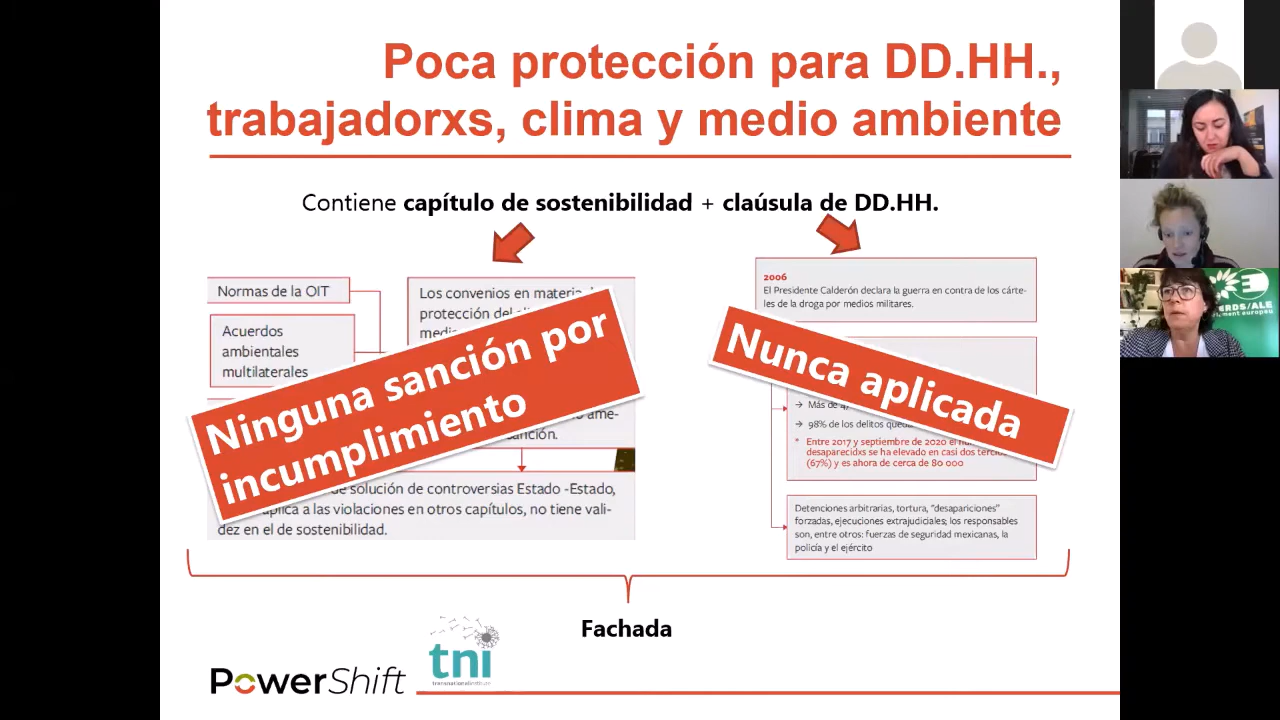 Poca protección para DD.HH.,
trabajadorxs, clima y medio ambiente
Contiene capítulo de sostenibilidad + claúsula de DD.HH.
Normas de la OIT
Acuerdos
ambientales
multilaterales
Los convenios en materia
protección del
Ninguna sanción por
incumplimiento
de solución de controversias Estado -Estado,
a las violaciones en otros capítulos, no tiene vali-
dez en el de sostenibilidad.
2006
El Presidente Calderón declara la guerra en contra de los cárte-
les de la droga por medios militares.
Nunca aplicada
→ Más de
→ 98% de los delitos
* Entre 2017 y septiembre de 2020 el
desaparecidxs se ha elevado en casi dos tercios
(67%) y es ahora de cerca de 80 000
Detenciones arbitrarias, tortura, "desapariciones"
forzadas, ejecuciones extrajudiciales; los responsables
son, entre otros: fuerzas de seguridad mexicanas, la
policía y el ejército
Fachada
PowerShift
tni
transnationalinstitute